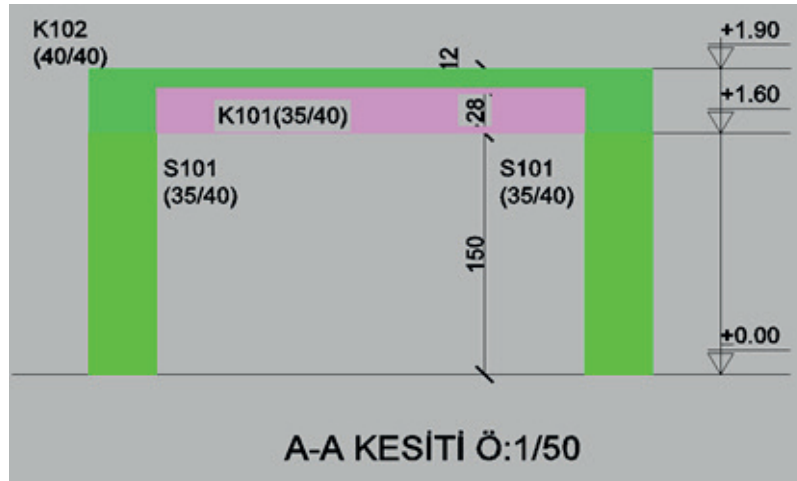 K102
(40/40)
12
+1.90
K101(35/40)
28
+1.60
S101
(35/40)
S101
(35/40)
150
+0.00
A-A KESİTİ Ö:1/50